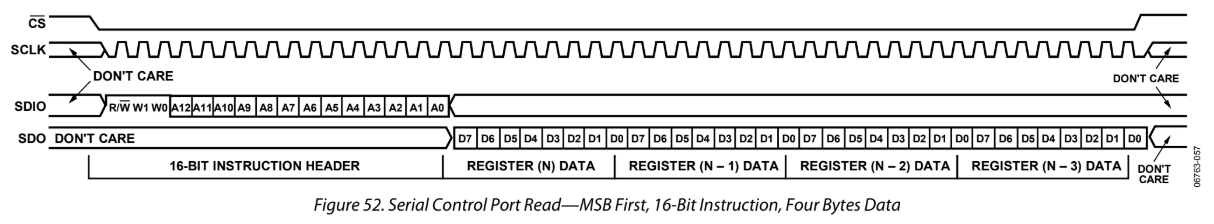 CS
SCLK
DON'T CARE
DON'T CARE
SDIO R/W W1 W0 A12 A11 A10 A9 A8 A7 A6 A5 A4 A3 A2 A1 A0
SDO DON'T CARE D7 D6 D5 D4 D3 D2 D1 D0 D7 D6 D5 D4 D3 D2 D1 D0 D7 D6 D5 D4 D3 D2 D1 D0 D7 D6 D5 D4 D3 D2 D1 D0
16-BIT INSTRUCTION HEADER REGISTER (N) DATA REGISTER (N – 1) DATA REGISTER (N – 2) DATA REGISTER (N – 3) DATA DON'T
CARE
06763-057
Figure 52. Serial Control Port Read—MSB First, 16-Bit Instruction, Four Bytes Data